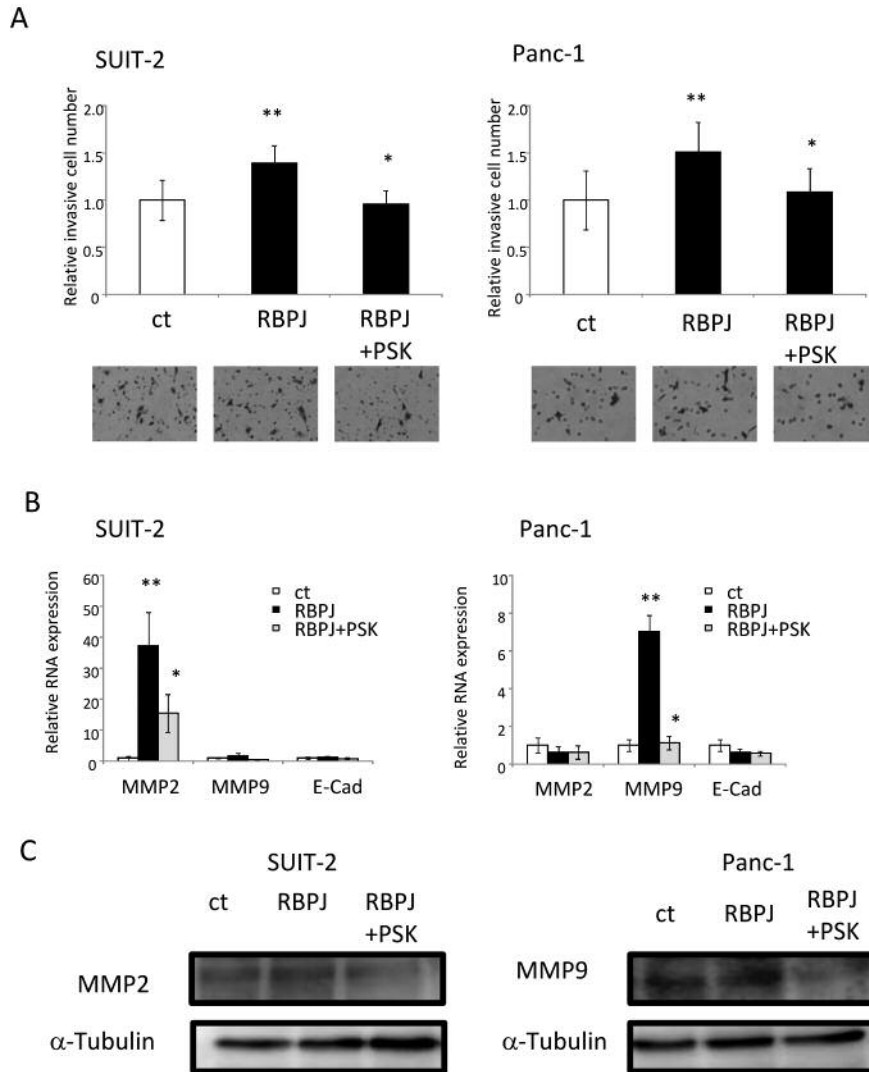 A
SUIT-2
Relative invasive cell number
2.0
1.5
1.0
0.5
0
**
*
ct
RBPJ
RBPJ
+PSK
Panc-1
Relative invasive cell number
2.0
1.5
1.0
0.5
0
**
*
ct
RBPJ
RBPJ
+PSK
B
SUIT-2
Relative RNA expression
60
50
40
30
20
10
0
**
*
ct
RBPJ
RBPJ+PSK
MMP2 MMP9 E-Cad
Panc-1
Relative RNA expression
10
8
6
4
2
0
**
*
ct
RBPJ
RBPJ+PSK
MMP2 MMP9 E-Cad
C
SUIT-2
ct RBPJ RBPJ
+PSK
MMP2
α-Tubulin
Panc-1
ct RBPJ RBPJ
+PSK
MMP9
α-Tubulin